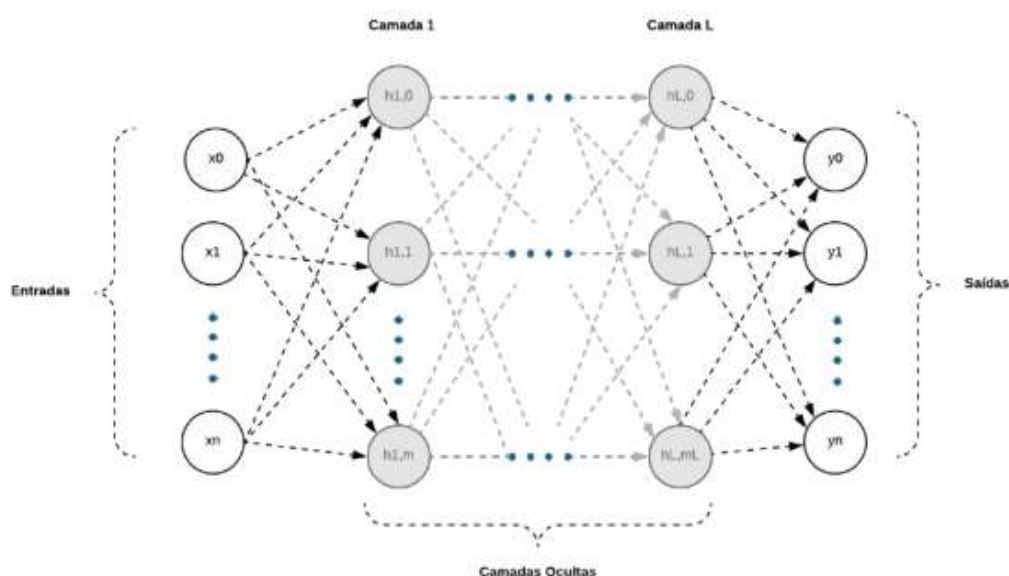 Camada 1
Camada L
h1,0
hL,0
x0
y0
x1
h1,1
hL,1
y1
Entradas
Saídas
xn
h1,m
hL,mL
yn
Camadas Ocultas